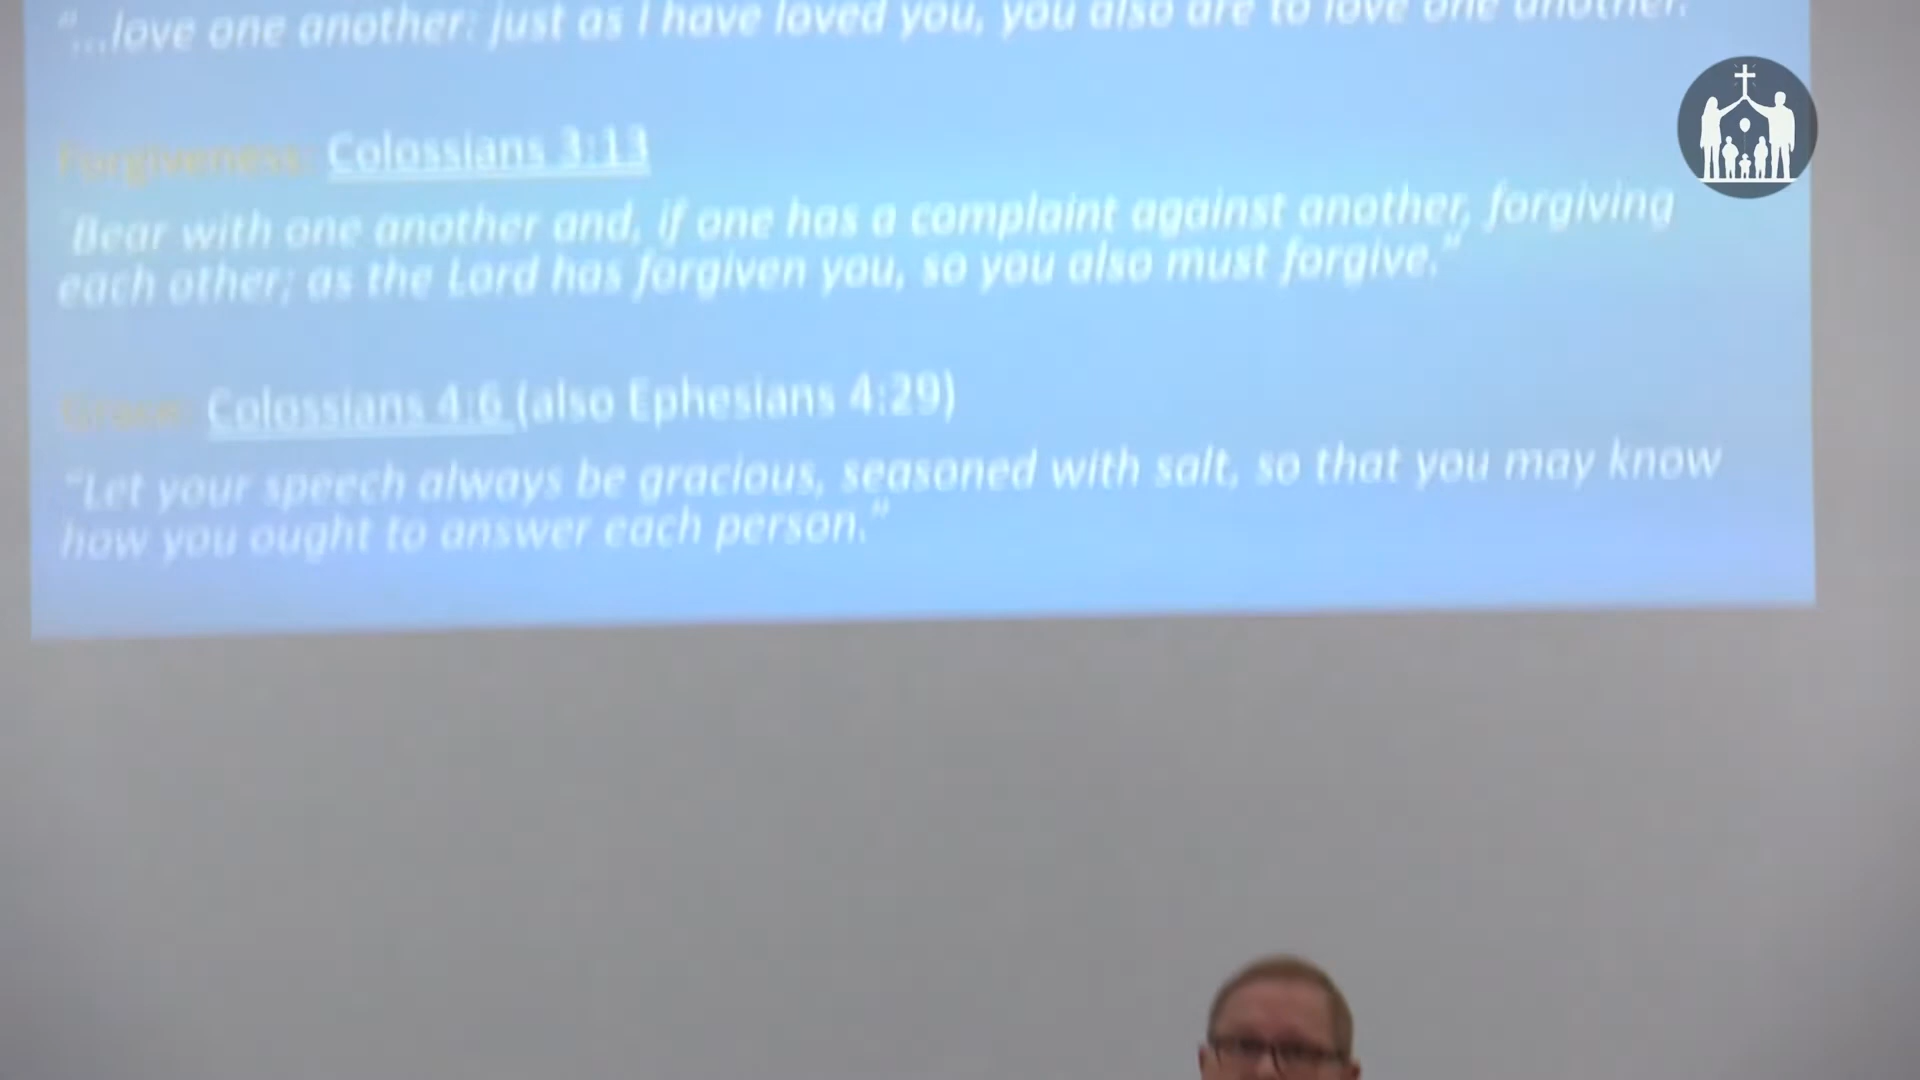 “...love one another: just as I have loved you, you also are to love one another.
Forgiveness: Colossians 3:13
Bear with one another and, if one has a complaint against another, forgiving
each other; as the Lord has forgiven you, so you also must forgive.”
Grace: Colossians 4:6 (also Ephesians 4:29)
“Let your speech always be gracious, seasoned with salt, so that you may know
how you ought to answer each person.”